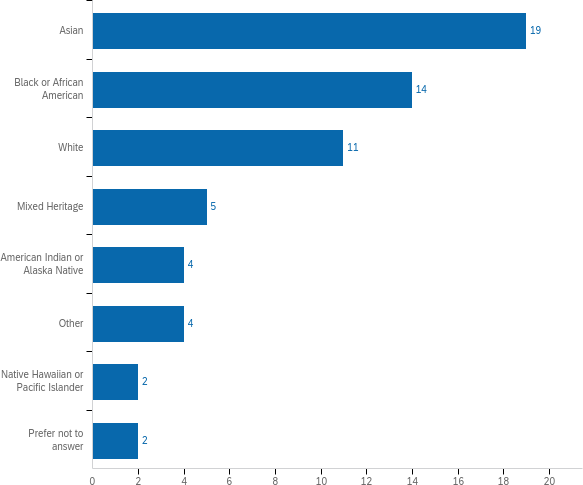 Asian
19
Black or African
American
14
White
11
Mixed Heritage
5
American Indian or
Alaska Native
4
Other
4
Native Hawaiian or
Pacific Islander
2
Prefer not to
answer
2
0 2 4 6 8 10 12 14 16 18 20